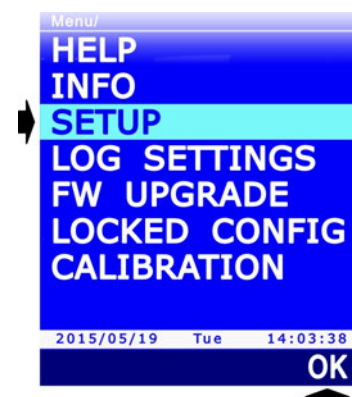 Menu/
HELP
INFO
SETUP
LOG SETTINGS
FW UPGRADE
LOCKED CONFIG
CALIBRATION
2015/05/19 Tue 14:03:38
OK